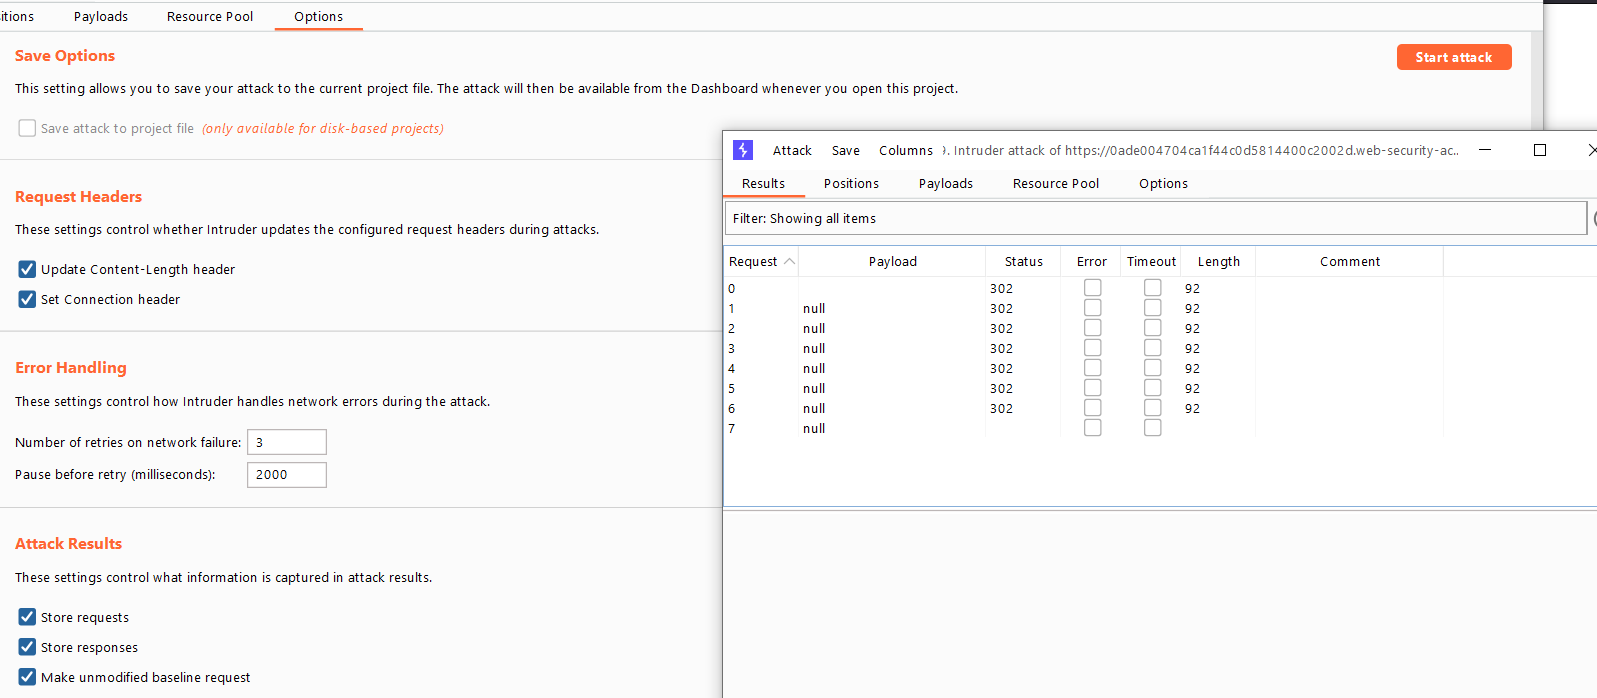 itions Payloads Resource Pool Options
Save Options
Start attack
This setting allows you to save your attack to the current project file. The attack will then be available from the Dashboard whenever you open this project.
Save attack to project file (only available for disk-based projects)
Request Headers
These settings control whether Intruder updates the configured request headers during attacks.
Update Content-Length header
Set Connection header
Error Handling
These settings control how Intruder handles network errors during the attack.
Number of retries on network failure: 3
Pause before retry (milliseconds): 2000
Attack Results
These settings control what information is captured in attack results.
Store requests
Store responses
Make unmodified baseline request
Attack Save Columns 9. Intruder attack of https://0ade004704ca1f44c0d5814400c2002d.web-security-ac..
Results Positions Payloads Resource Pool Options
Filter: Showing all items
Request Payload Status Error Timeout Length Comment
0 302 92
1 null 302 92
2 null 302 92
3 null 302 92
4 null 302 92
5 null 302 92
6 null 302 92
7 null